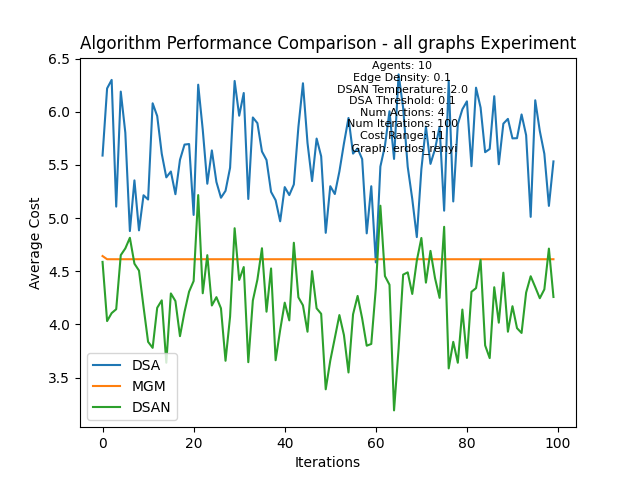 Algorithm Performance Comparison - all graphs Experiment
Agents: 10
Edge Density: 0.1
DSAN Temperature: 2.0
DSA Threshold: 0.1
Num Actions: 4
Num Iterations: 100
Cost Range: 11
Graph: erdos_renyi
6.5
6.0
5.5
5.0
4.5
4.0
3.5
Average Cost
DSA
MGM
DSAN
0 20 40 60 80 100
Iterations